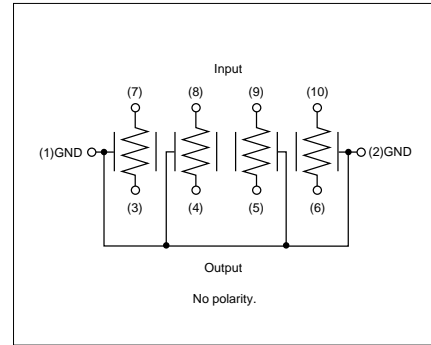 Input
(7) (8) (9) (10)
(1)GND (2)GND
(3) (4) (5) (6)
Output
No polarity.